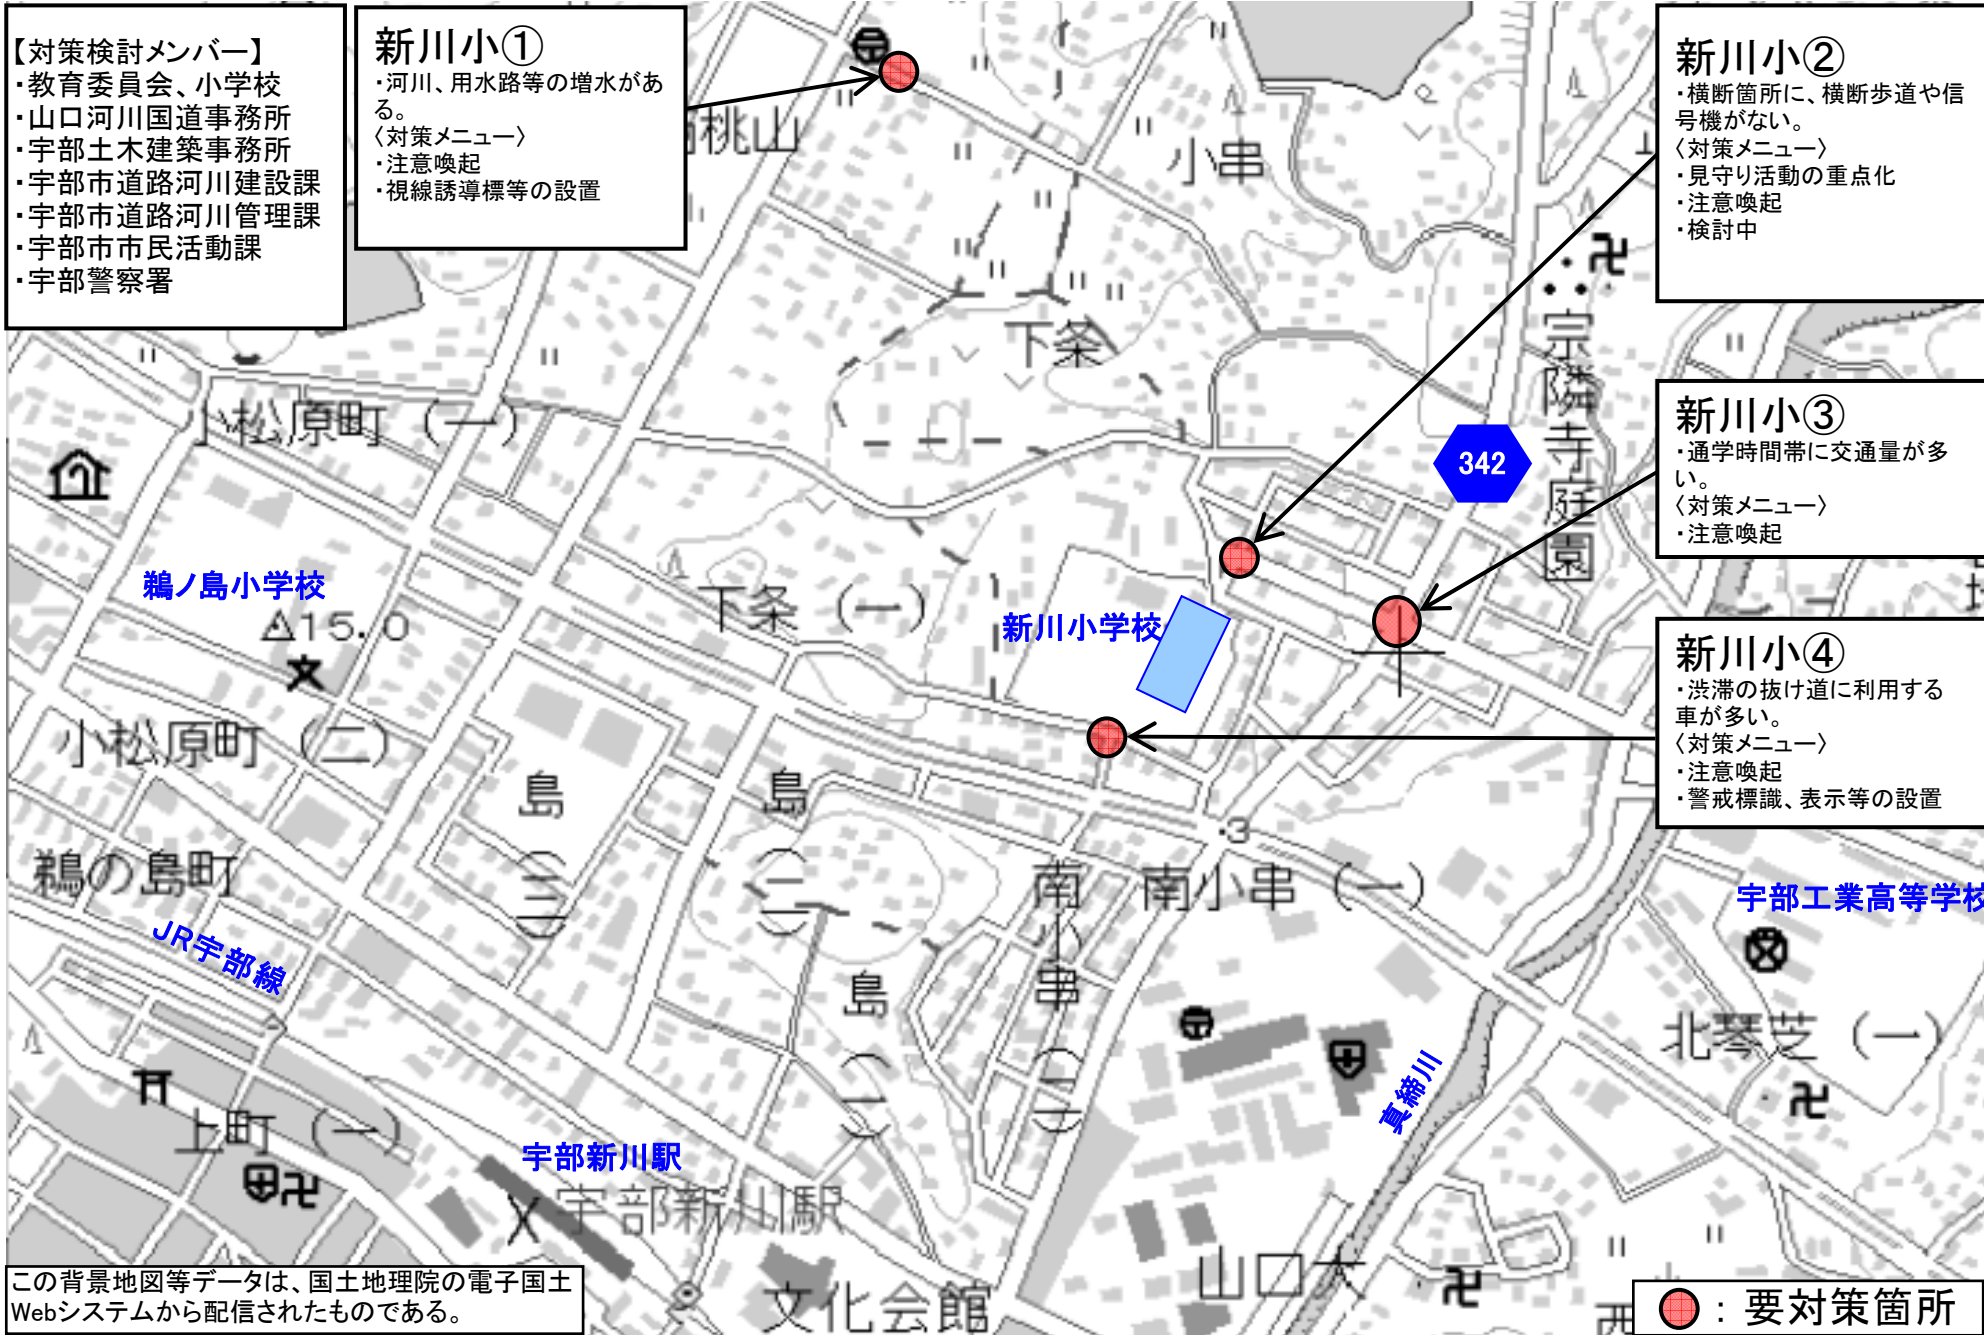 【対策検討メンバー】
・教育委員会、小学校
・山口河川国道事務所
・宇部土木建築事務所
・宇部市道路河川建設課
・宇部市道路河川管理課
・宇部市市民活動課
・宇部警察署
新川小①
・河川、用水路等の増水があ
る。
〈対策メニュー〉
・注意喚起
・視線誘導標等の設置
新川小②
・横断箇所に、横断歩道や信
号機がない。
〈対策メニュー〉
・見守り活動の重点化
・注意喚起
・検討中
新川小③
・通学時間帯に交通量が多
い。
〈対策メニュー〉
・注意喚起
新川小④
・渋滞の抜け道に利用する
車が多い。
〈対策メニュー〉
・注意喚起
・警戒標識、表示等の設置
桃山
小串
下条
宗隣寺庭園
342
小松原町（一）
鵜ノ島小学校
15.0
下条（一）
新川小学校
小松原町（二）
島（三）
島（二）
島（一）
鵜の島町
JR宇部線
・3
南小串（一）
南小串（二）
宇部工業高等学校
北琴芝（一）
真締川
上町（一）
宇部新川駅
宇部新川駅
文化会館
山口大
西
この背景地図等データは、国土地理院の電子国土
Webシステムから配信されたものである。
：要対策箇所